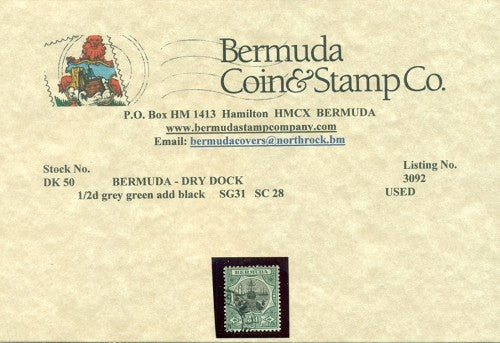 Bermuda
Coin & Stamp Co.
P.O. Box HM 1413 Hamilton HMCX BERMUDA
www.bermudastampcompany.com
Email: bermudacovers@northrock.bm
Stock No. Listing No.
DK 50 BERMUDA - DRY DOCK 3092
1/2d grey green add black SG31 SC 28 USED
BERMUDA